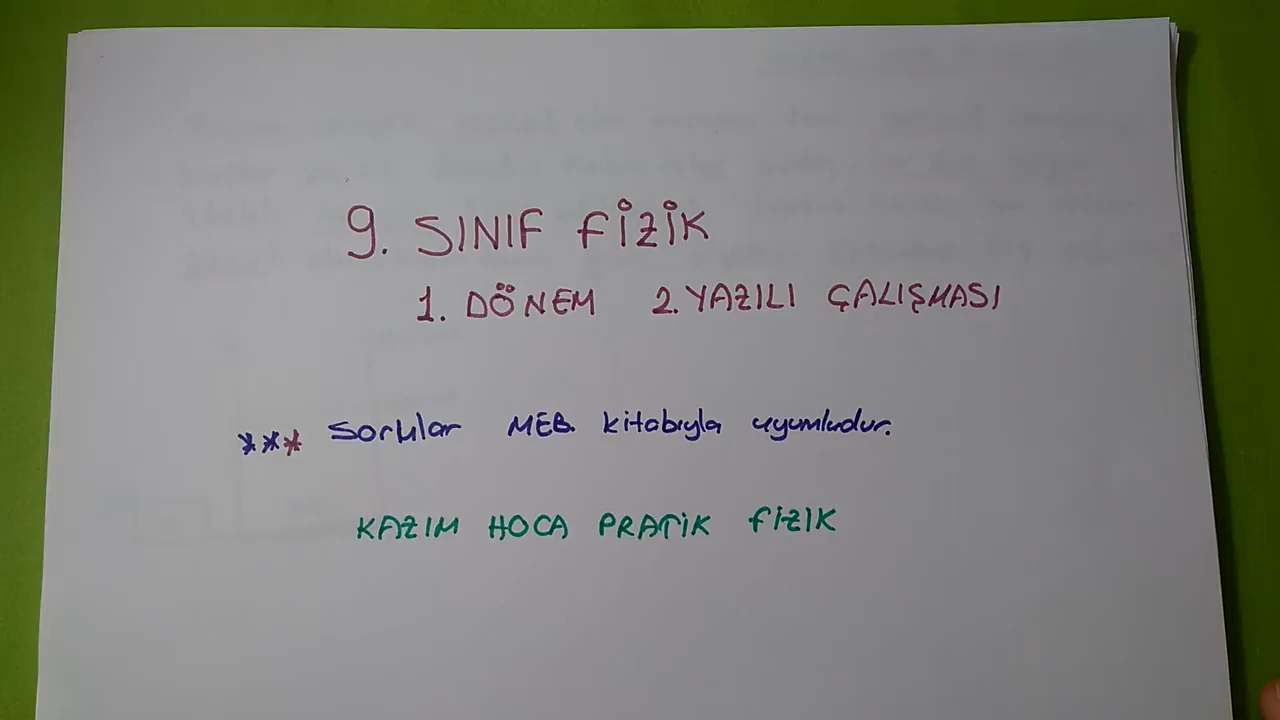 9. SINIF FİZİK
1. DÖNEM 2. YAZILI ÇALIŞMASI
*** Sorular MEB. kitabıyla uyumludur.
KAZIM HOCA PRATİK FİZİK